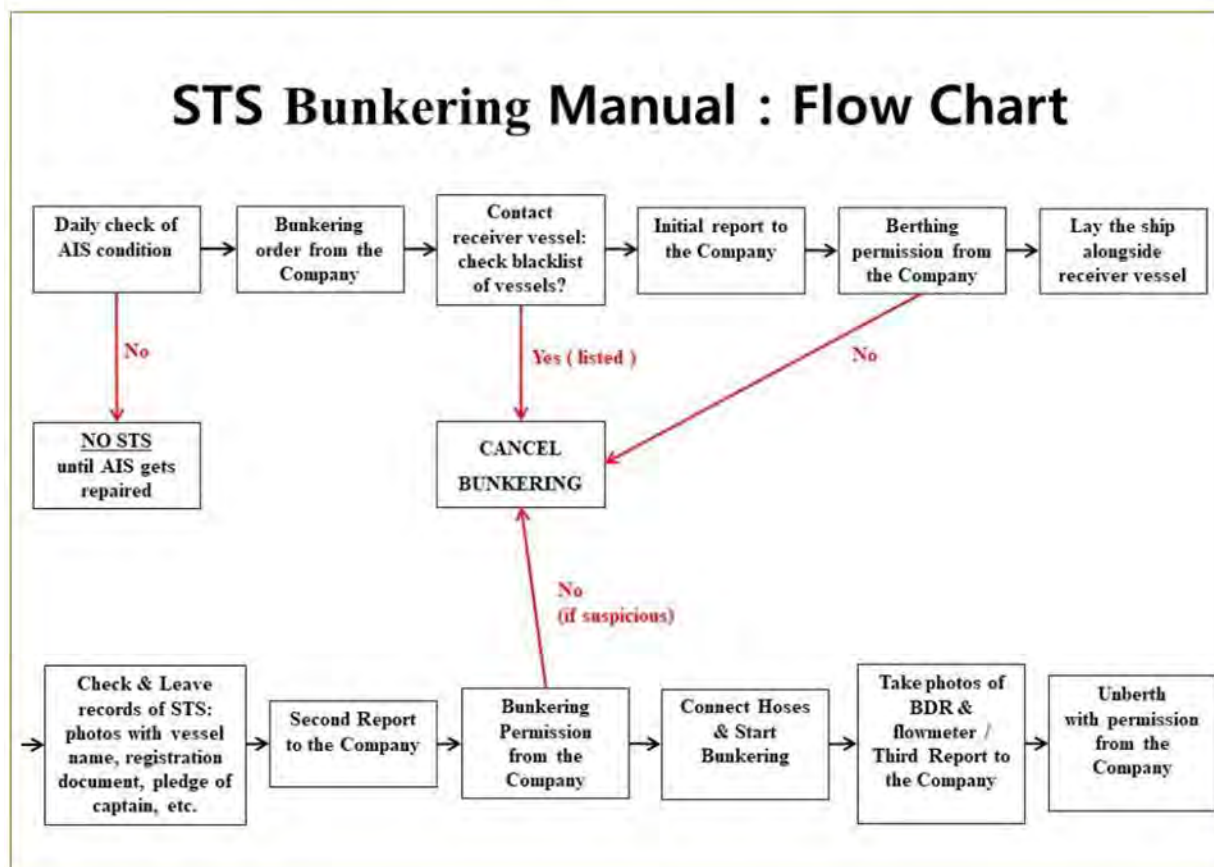 STS Bunkering Manual : Flow Chart
Daily check of
AIS condition
Bunkering
order from the
Company
Contact
receiver vessel:
check blacklist
of vessels?
Initial report to
the Company
Berthing
permission from
the Company
Lay the ship
alongside
receiver vessel
No
Yes ( listed )
No
NO STS
until AIS gets
repaired
CANCEL
BUNKERING
No
(if suspicious)
Check & Leave
records of STS:
photos with vessel
name, registration
document, pledge of
captain, etc.
Second Report
to the Company
Bunkering
Permission
from the
Company
Connect Hoses
& Start
Bunkering
Take photos of
BDR &
flowmeter /
Third Report to
the Company
Unberth
with permission
from the
Company